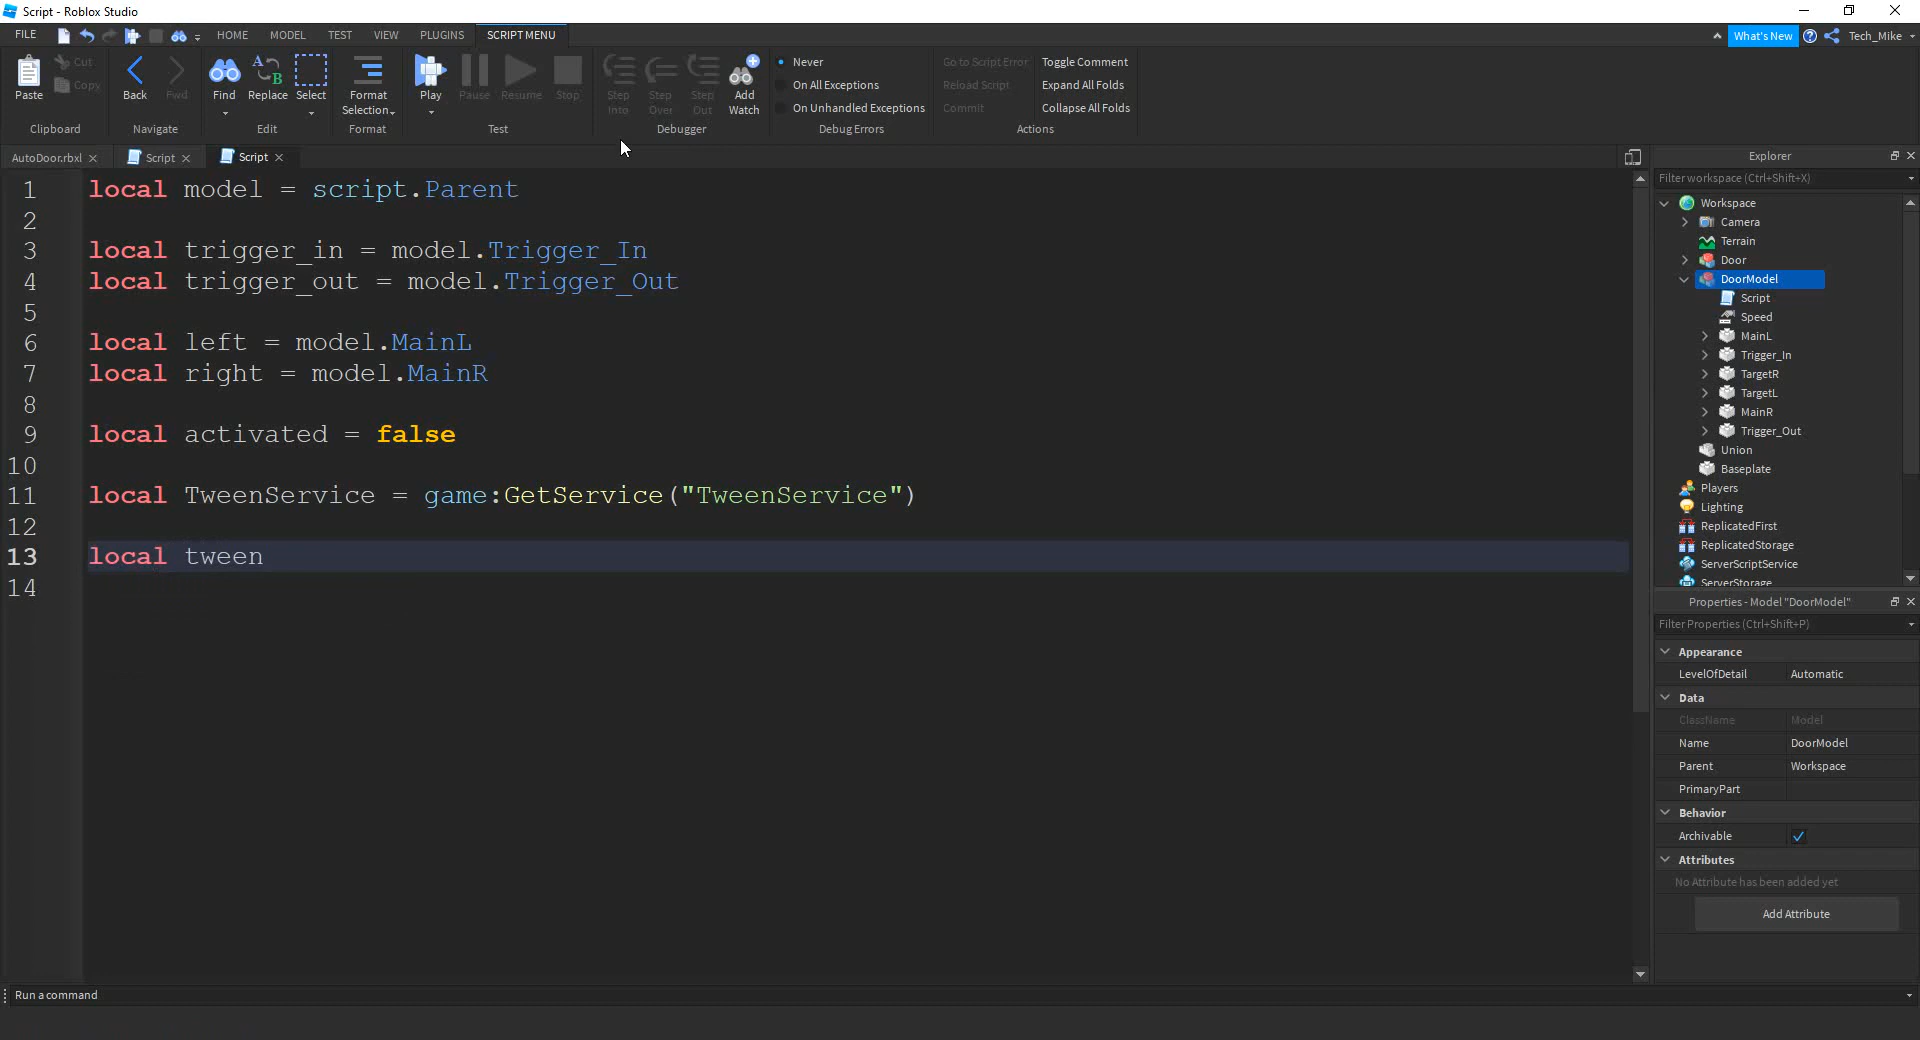 Script - Roblox Studio
FILE HOME MODEL TEST VIEW PLUGINS SCRIPT MENU What's New Tech_Mike
Paste Cut Copy Back Fwd Find Replace Select Format Selection Play Pause Resume Stop Step Into Step Over Step Out Add Watch
Never Go to Script Error Toggle Comment
On All Exceptions Reload Script Expand All Folds
On Unhandled Exceptions Commit Collapse All Folds
Clipboard Navigate Edit Format Test Debugger Debug Errors Actions
AutoDoor.rbxl Script Script
1 local model = script.Parent
2
3 local trigger_in = model.Trigger_In
4 local trigger_out = model.Trigger_Out
5
6 local left = model.MainL
7 local right = model.MainR
8
9 local activated = false
10
11 local TweenService = game:GetService("TweenService")
12
13 local tween
14
Explorer
Filter workspace (Ctrl+Shift+X)
Workspace
Camera
Terrain
Door
DoorModel
Script
Speed
MainL
Trigger_In
TargetR
TargetL
MainR
Trigger_Out
Union
Baseplate
Players
Lighting
ReplicatedFirst
ReplicatedStorage
ServerScriptService
ServerStorage
Properties - Model "DoorModel"
Filter Properties (Ctrl+Shift+P)
Appearance
LevelOfDetail Automatic
Data
ClassName Model
Name DoorModel
Parent Workspace
PrimaryPart
Behavior
Archivable
Attributes
No Attribute has been added yet
Add Attribute
Run a command